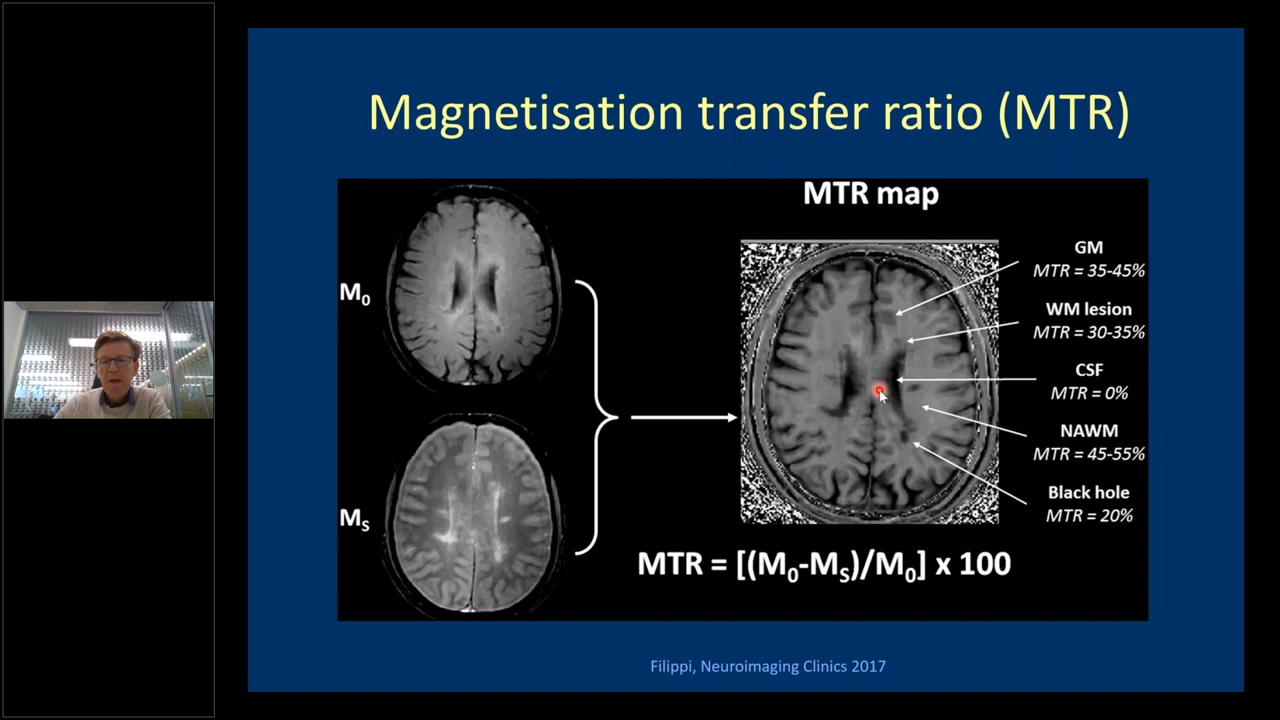 Magnetisation transfer ratio (MTR)
MTR map
M₀
Mₛ
GM
MTR = 35-45%
WM lesion
MTR = 30-35%
CSF
MTR = 0%
NAWM
MTR = 45-55%
Black hole
MTR = 20%
MTR = [(M₀-Mₛ)/M₀] x 100
Filippi, Neuroimaging Clinics 2017